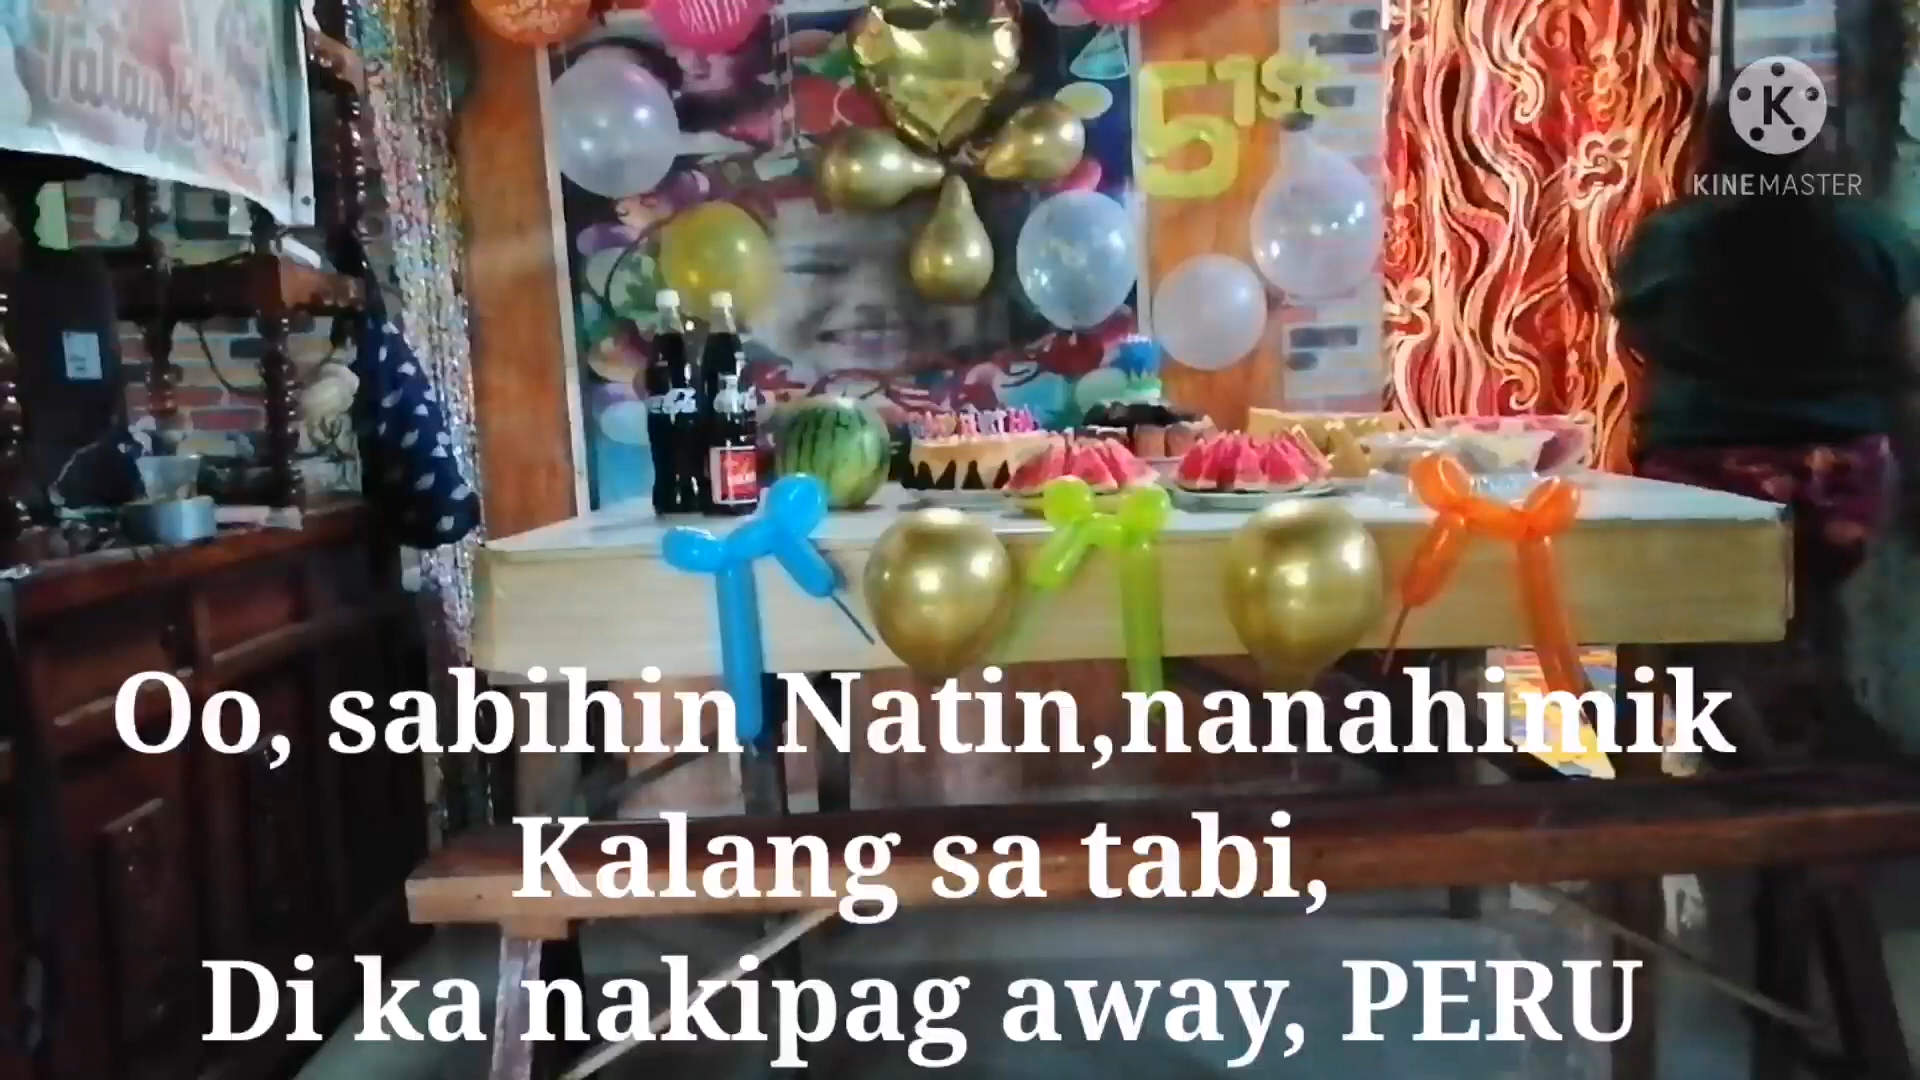 51st
KINEMASTER
Oo, sabihin Natin,nanahimik
Kalang sa tabi,
Di ka nakipag away, PERU